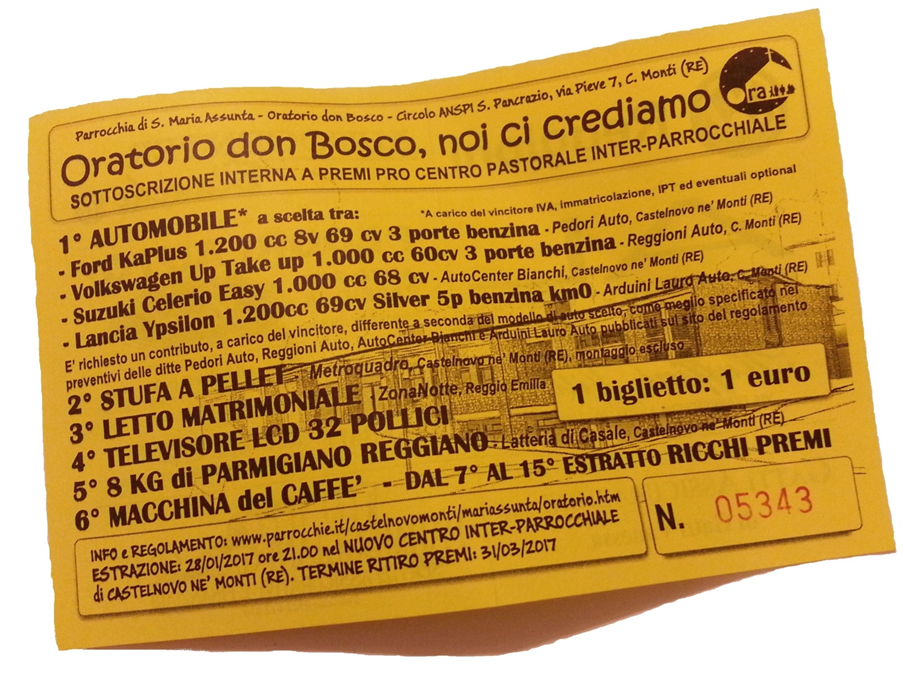 Parrocchia di S. Maria Assunta - Oratorio don Bosco - Circolo ANSPI S. Pancrazio, via Pieve 7, C. Monti (RE)
Oratorio don Bosco, noi ci crediamo
Ora
SOTTOSCRIZIONE INTERNA A PREMI PRO CENTRO PASTORALE INTER-PARROCCHIALE
1° AUTOMOBILE* a scelta tra: *A carico del vincitore IVA, immatricolazione, IPT ed eventuali optional
- Ford KaPlus 1.200 cc 8v 69 cv 3 porte benzina - Pedori Auto, Castelnovo ne' Monti (RE)
- Volkswagen Up Take up 1.000 cc 60cv 3 porte benzina - Reggioni Auto, C. Monti (RE)
- Suzuki Celerio Easy 1.000 cc 68 cv - AutoCenter Bianchi, Castelnovo ne' Monti (RE)
- Lancia Ypsilon 1.200cc 69cv Silver 5p benzina km0 - Arduini Lauro Auto, C. Monti (RE)
E' richiesto un contributo, a carico del vincitore, differente a seconda del modello di auto scelto, come meglio specificato nei
preventivi delle ditte Pedori Auto, Reggioni Auto, AutoCenter Bianchi e Arduini Lauro Auto pubblicati sul sito del regolamento
2° STUFA A PELLET - Metroquadro, Castelnovo ne' Monti (RE), montaggio escluso
3° LETTO MATRIMONIALE - ZonaNotte, Reggio Emilia
1 biglietto: 1 euro
4° TELEVISORE LCD 32 POLLICI
5° 8 KG di PARMIGIANO REGGIANO - Latteria di Casale, Castelnovo ne' Monti (RE)
6° MACCHINA del CAFFE' - DAL 7° AL 15° ESTRATTO RICCHI PREMI
INFO e REGOLAMENTO: www.parrocchie.it/castelnovomonti/mariassunta/oratorio.htm
ESTRAZIONE: 28/01/2017 ore 21.00 nel NUOVO CENTRO INTER-PARROCCHIALE
di CASTELNOVO NE' MONTI (RE). TERMINE RITIRO PREMI: 31/03/2017
N. 05343